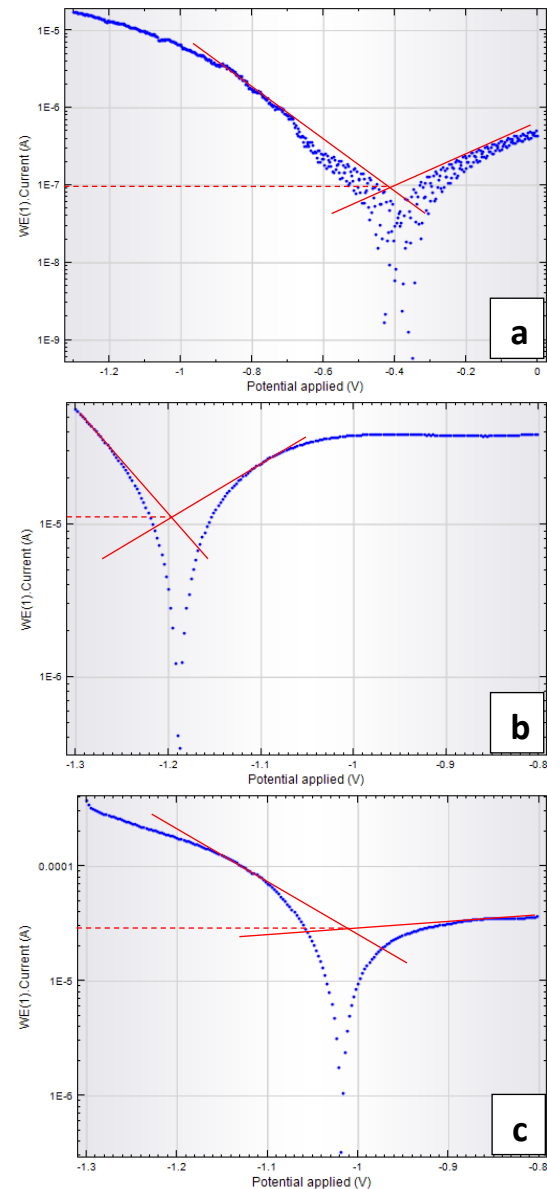 WE(1).Current (A)
1E-5
1E-6
1E-7
1E-8
1E-9
-1.2 -1 -0.8 -0.6 -0.4 -0.2 0
Potential applied (V)
a
WE(1).Current (A)
1E-5
1E-6
-1.3 -1.2 -1.1 -1 -0.9 -0.8
Potential applied (V)
b
WE(1).Current (A)
0.0001
1E-5
1E-6
-1.3 -1.2 -1.1 -1 -0.9 -0.8
Potential applied (V)
c